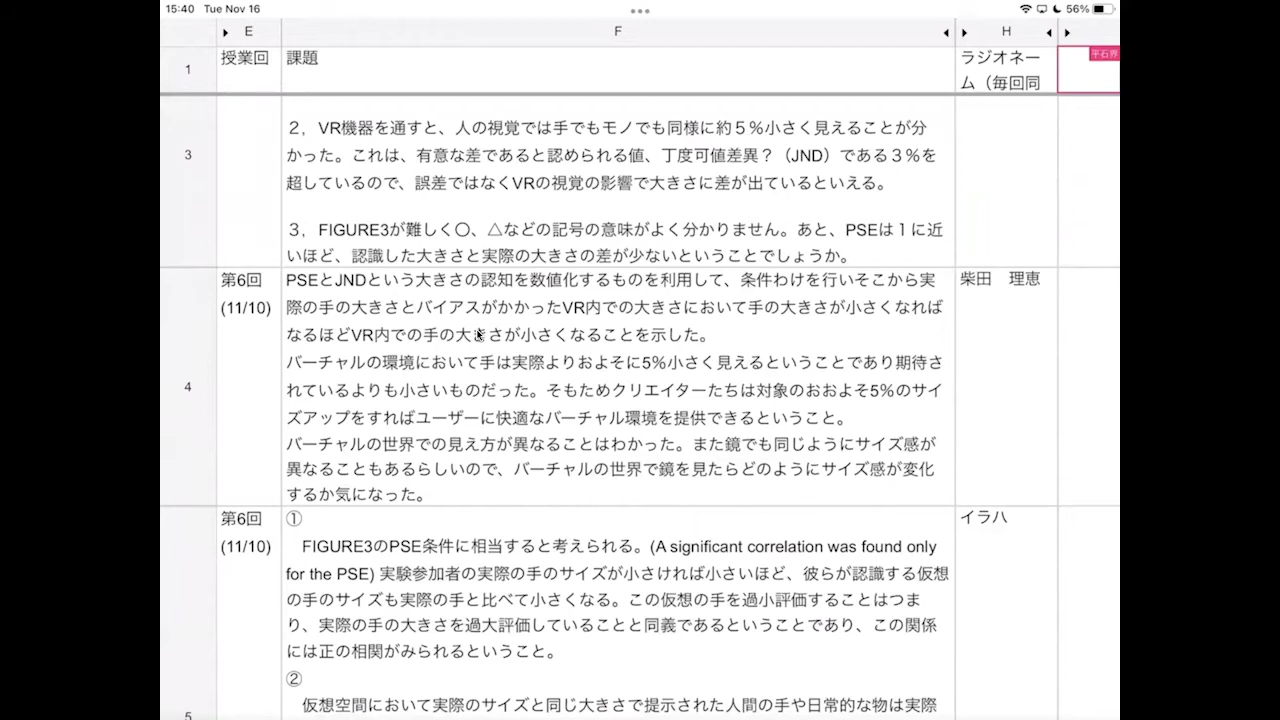 15:40 Tue Nov 16
56%
E F H
1 授業回 課題 ラジオネー
ム（毎回同
平石界
3
２，VR機器を通すと、人の視覚では手でもモノでも同様に約５％小さく見えることが分
かった。これは、有意な差であると認められる値、丁度可値差異？（JND）である３％を
超しているので、誤差ではなくVRの視覚の影響で大きさに差が出ているといえる。
３，FIGURE3が難しく〇、△などの記号の意味がよく分かりません。あと、PSEは１に近
いほど、認識した大きさと実際の大きさの差が少ないということでしょうか。
4
第6回
(11/10)
PSEとJNDという大きさの認知を数値化するものを利用して、条件わけを行いそこから実
際の手の大きさとバイアスがかかったVR内での大きさにおいて手の大きさが小さくなれば
なるほどVR内での手の大きさが小さくなることを示した。
バーチャルの環境において手は実際よりおよそに5%小さく見えるということであり期待さ
れているよりも小さいものだった。そもためクリエイターたちは対象のおおよそ5%のサイ
ズアップをすればユーザーに快適なバーチャル環境を提供できるということ。
バーチャルの世界での見え方が異なることはわかった。また鏡でも同じようにサイズ感が
異なることもあるらしいので、バーチャルの世界で鏡を見たらどのようにサイズ感が変化
するか気になった。
柴田　理恵
5
第6回
(11/10)
①
　FIGURE3のPSE条件に相当すると考えられる。(A significant correlation was found only
for the PSE) 実験参加者の実際の手のサイズが小さければ小さいほど、彼らが認識する仮想
の手のサイズも実際の手と比べて小さくなる。この仮想の手を過小評価することはつま
り、実際の手の大きさを過大評価していることと同義であるということであり、この関係
には正の相関がみられるということ。
②
　仮想空間において実際のサイズと同じ大きさで提示された人間の手や日常的な物は実際
イラハ